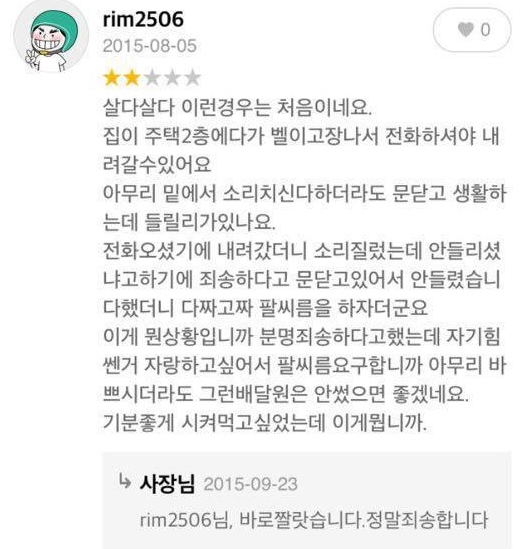 rim2506
0
2015-08-05
살다살다 이런경우는 처음이네요.
집이 주택2층에다가 벨이고장나서 전화하셔야 내
려갈수있어요
아무리 밑에서 소리치신다하더라도 문닫고 생활하
는데 들릴리가있나요.
전화오셨기에 내려갔더니 소리질렀는데 안들리셨
냐고하기에 죄송하다고 문닫고있어서 안들렸습니
다했더니 다짜고짜 팔씨름을 하자더군요
이게 뭔상황입니까 분명죄송하다고했는데 자기힘
쎈거 자랑하고싶어서 팔씨름요구합니까 아무리 바
쁘시더라도 그런배달원은 안썼으면 좋겠네요.
기분좋게 시켜먹고싶었는데 이게뭡니까.
사장님 2015-09-23
rim2506님, 바로짤랏습니다.정말죄송합니다